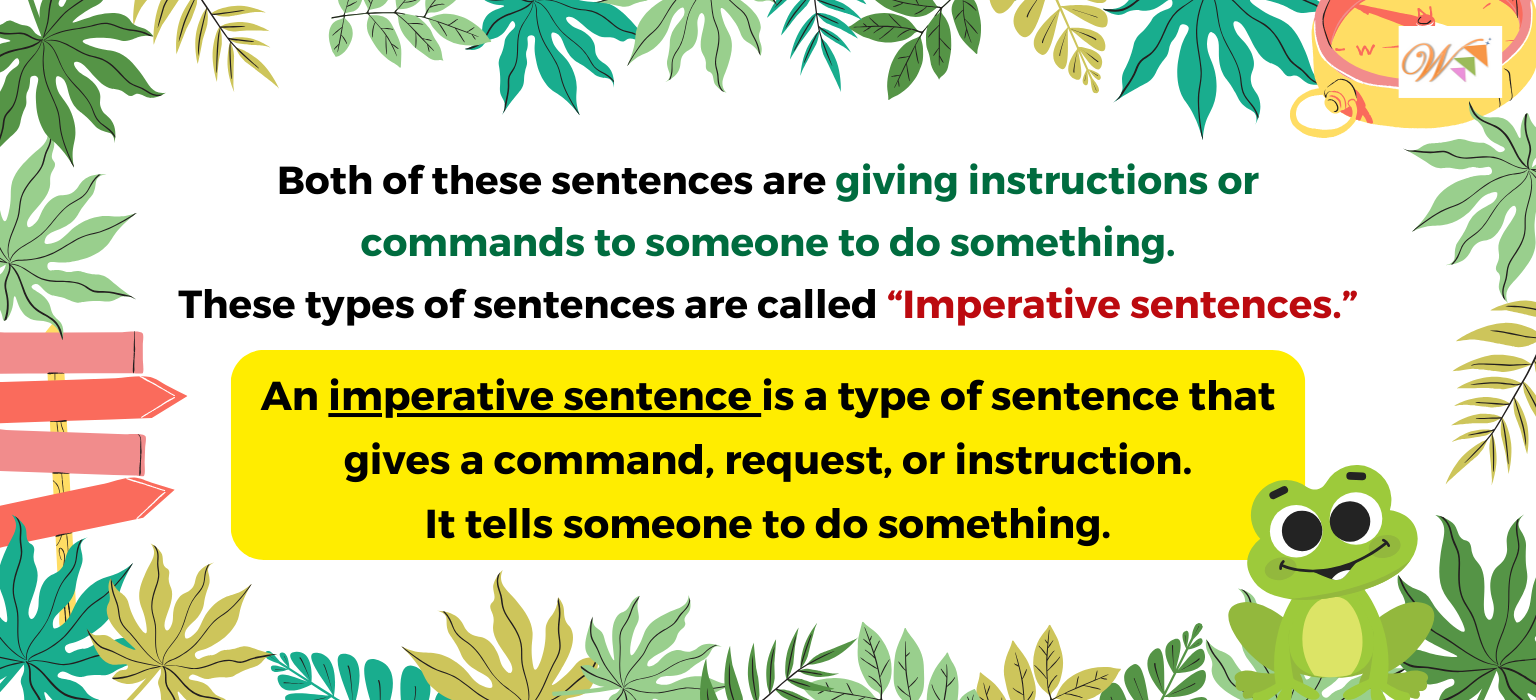 W
N
W
Both of these sentences are giving instructions or
commands to someone to do something.
These types of sentences are called “Imperative sentences.”
An imperative sentence is a type of sentence that
gives a command, request, or instruction.
It tells someone to do something.